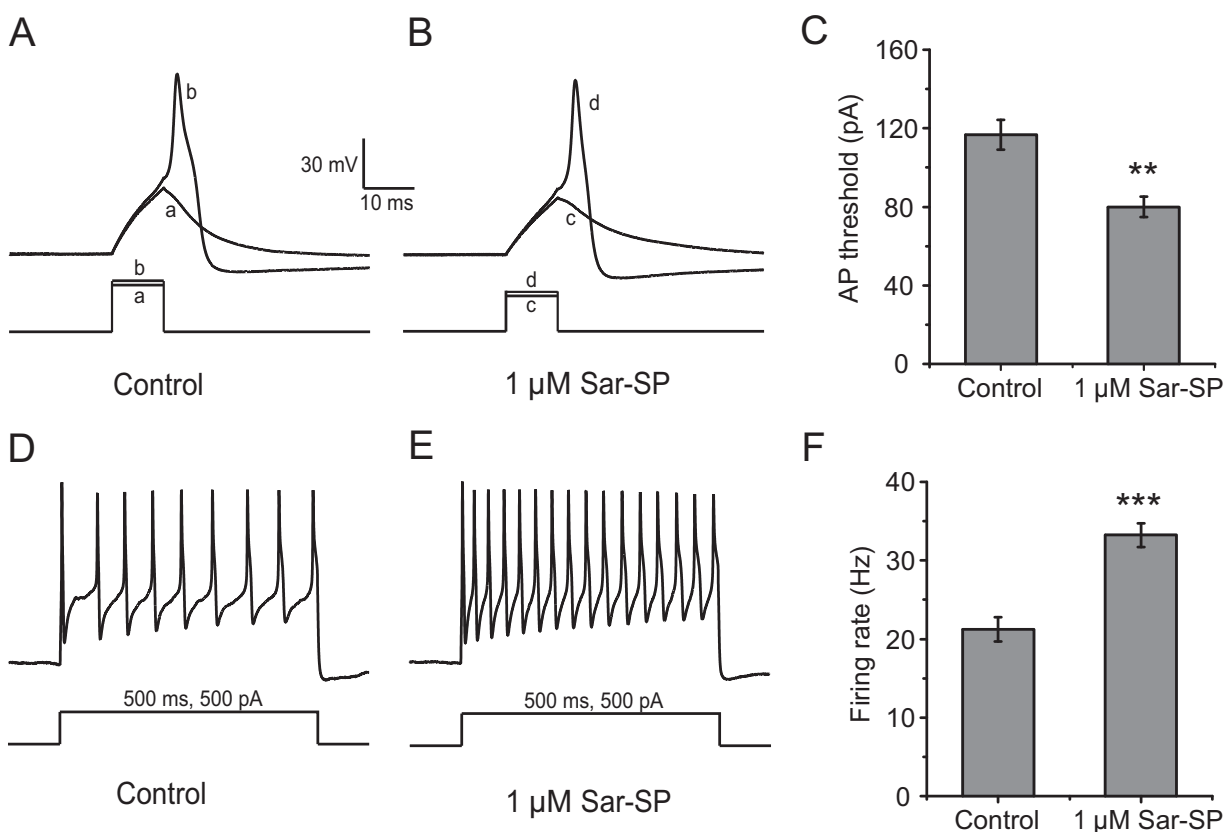 A
b
a
b
a
Control
30 mV
10 ms
B
d
c
d
c
1 µM Sar-SP
C
AP threshold (pA)
160
120
80
40
0
**
Control
1 µM Sar-SP
D
500 ms, 500 pA
Control
E
500 ms, 500 pA
1 µM Sar-SP
F
Firing rate (Hz)
40
30
20
10
0
***
Control
1 µM Sar-SP